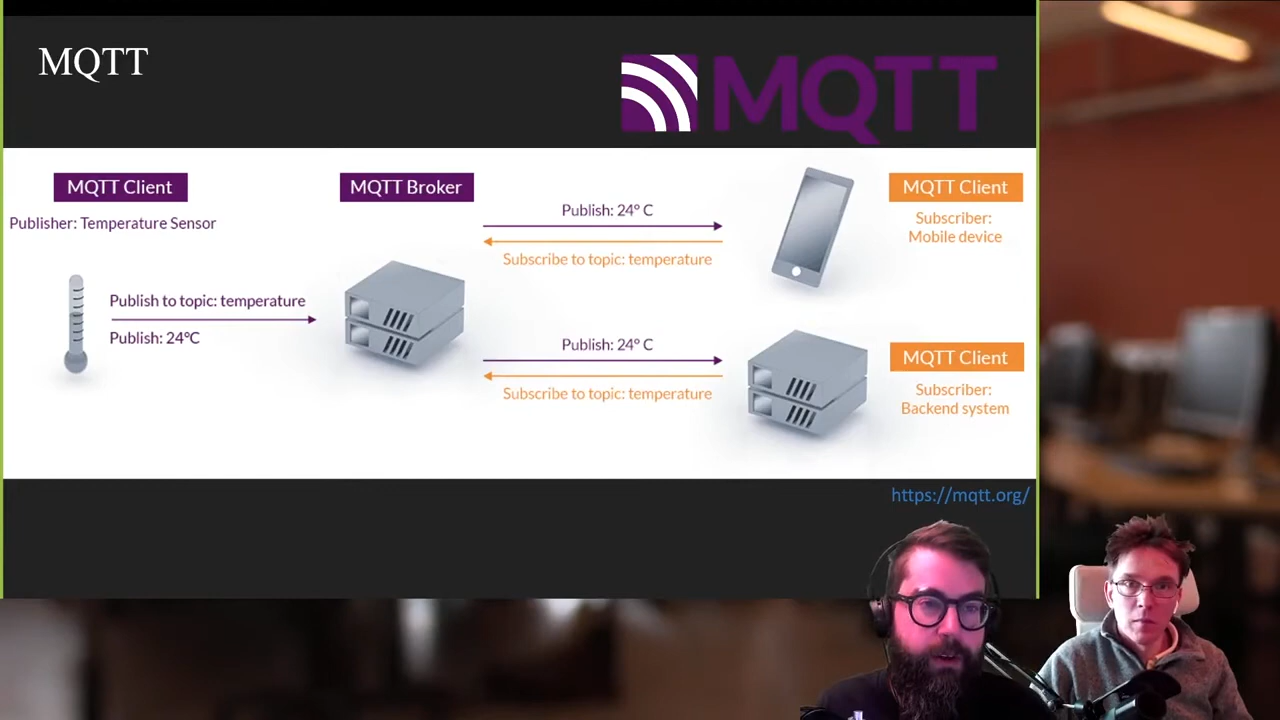 MQTT
MQTT
MQTT Client
Publisher: Temperature Sensor
Publish to topic: temperature
Publish: 24°C
MQTT Broker
Publish: 24° C
Subscribe to topic: temperature
MQTT Client
Subscriber:
Mobile device
Publish: 24° C
Subscribe to topic: temperature
MQTT Client
Subscriber:
Backend system
https://mqtt.org/